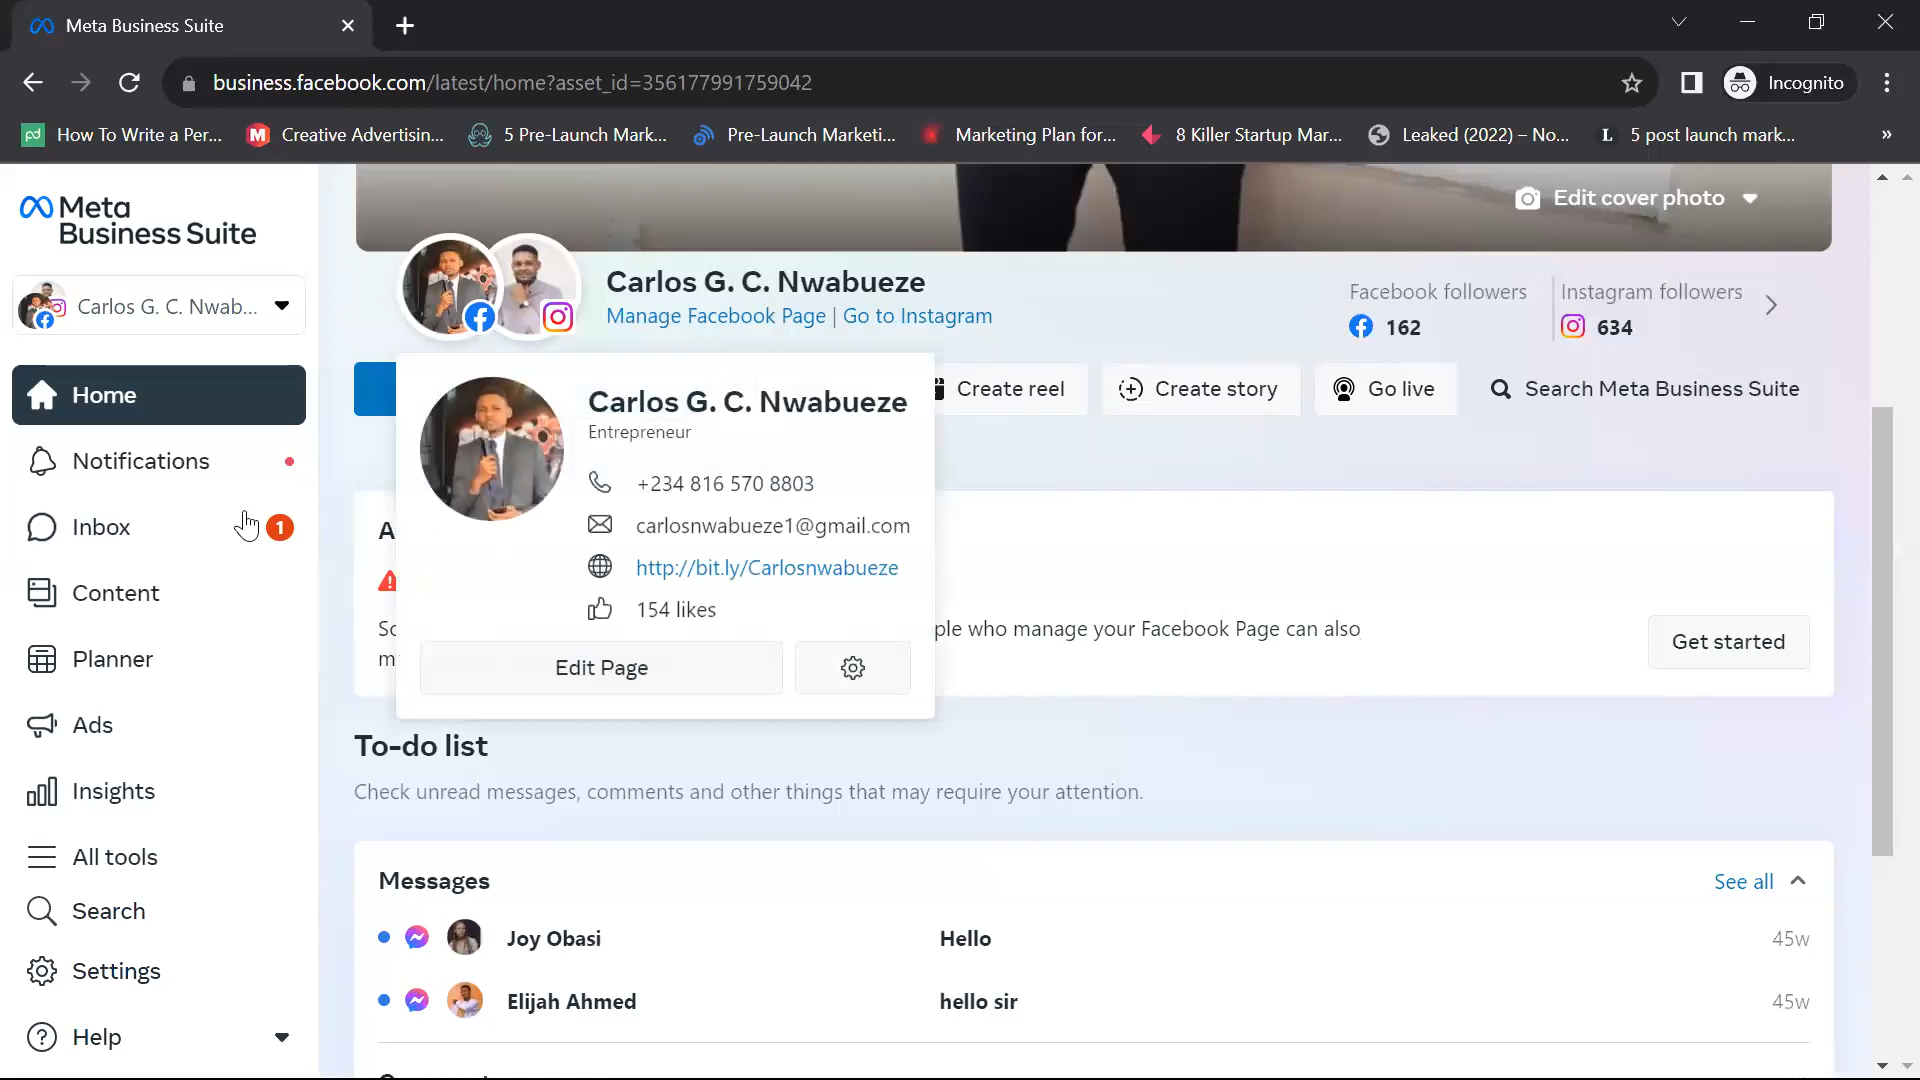 Meta Business Suite
business.facebook.com/latest/home?asset_id=356177991759042
Incognito
pd How To Write a Per...
M Creative Advertisin...
5 Pre-Launch Mark...
Pre-Launch Marketi...
Marketing Plan for...
8 Killer Startup Mar...
Leaked (2022) – No...
L 5 post launch mark...
»
Meta
Business Suite
Carlos G. C. Nwab...
Home
Notifications
Inbox 1
Content
Planner
Ads
Insights
All tools
Search
Settings
Help
Edit cover photo
Carlos G. C. Nwabueze
Manage Facebook Page | Go to Instagram
Facebook followers
162
Instagram followers
634
Create reel
Create story
Go live
Search Meta Business Suite
Carlos G. C. Nwabueze
Entrepreneur
+234 816 570 8803
carlosnwabueze1@gmail.com
http://bit.ly/Carlosnwabueze
154 likes
Edit Page
ple who manage your Facebook Page can also
Get started
To-do list
Check unread messages, comments and other things that may require your attention.
Messages
See all
Joy Obasi Hello 45w
Elijah Ahmed hello sir 45w